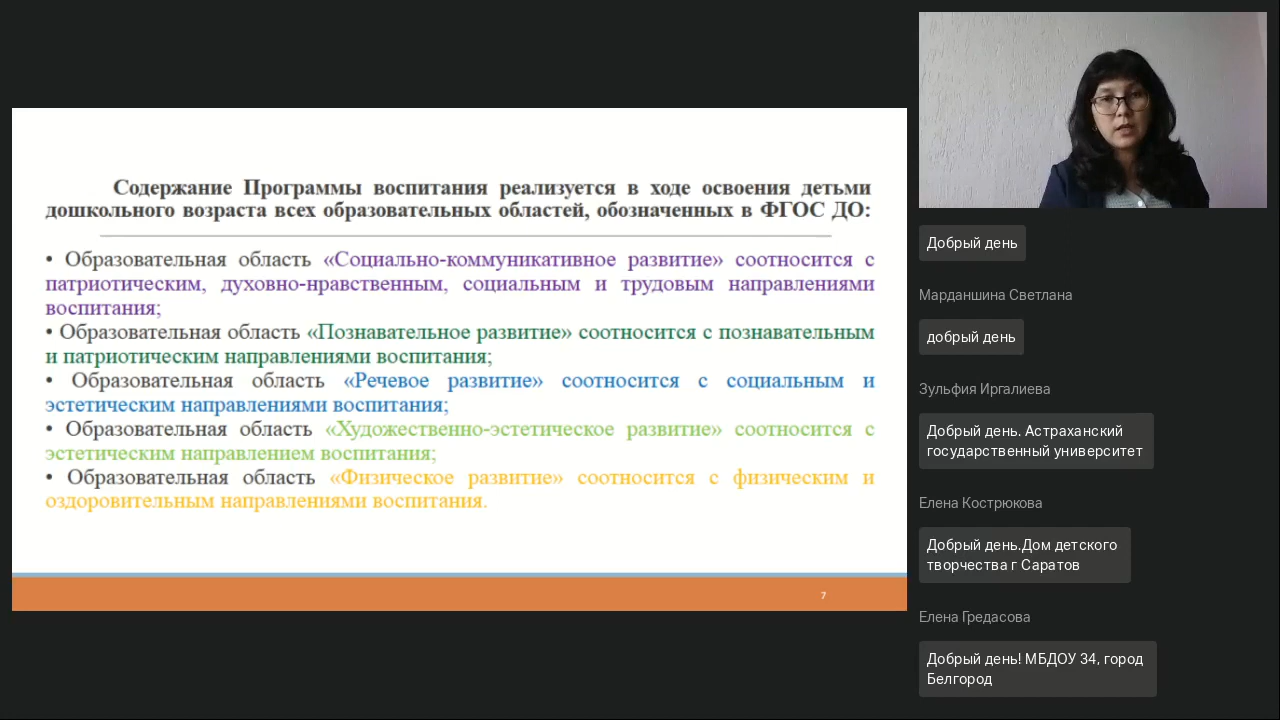 Содержание Программы воспитания реализуется в ходе освоения детьми
дошкольного возраста всех образовательных областей, обозначенных в ФГОС ДО:
• Образовательная область «Социально-коммуникативное развитие» соотносится с
патриотическим, духовно-нравственным, социальным и трудовым направлениями
воспитания;
• Образовательная область «Познавательное развитие» соотносится с познавательным
и патриотическим направлениями воспитания;
• Образовательная область «Речевое развитие» соотносится с социальным и
эстетическим направлениями воспитания;
• Образовательная область «Художественно-эстетическое развитие» соотносится с
эстетическим направлением воспитания;
• Образовательная область «Физическое развитие» соотносится с физическим и
оздоровительным направлениями воспитания.
7
Добрый день
Марданшина Светлана
добрый день
Зульфия Иргалиева
Добрый день. Астраханский
государственный университет
Елена Кострюкова
Добрый день.Дом детского
творчества г Саратов
Елена Гредасова
Добрый день! МБДОУ 34, город
Белгород